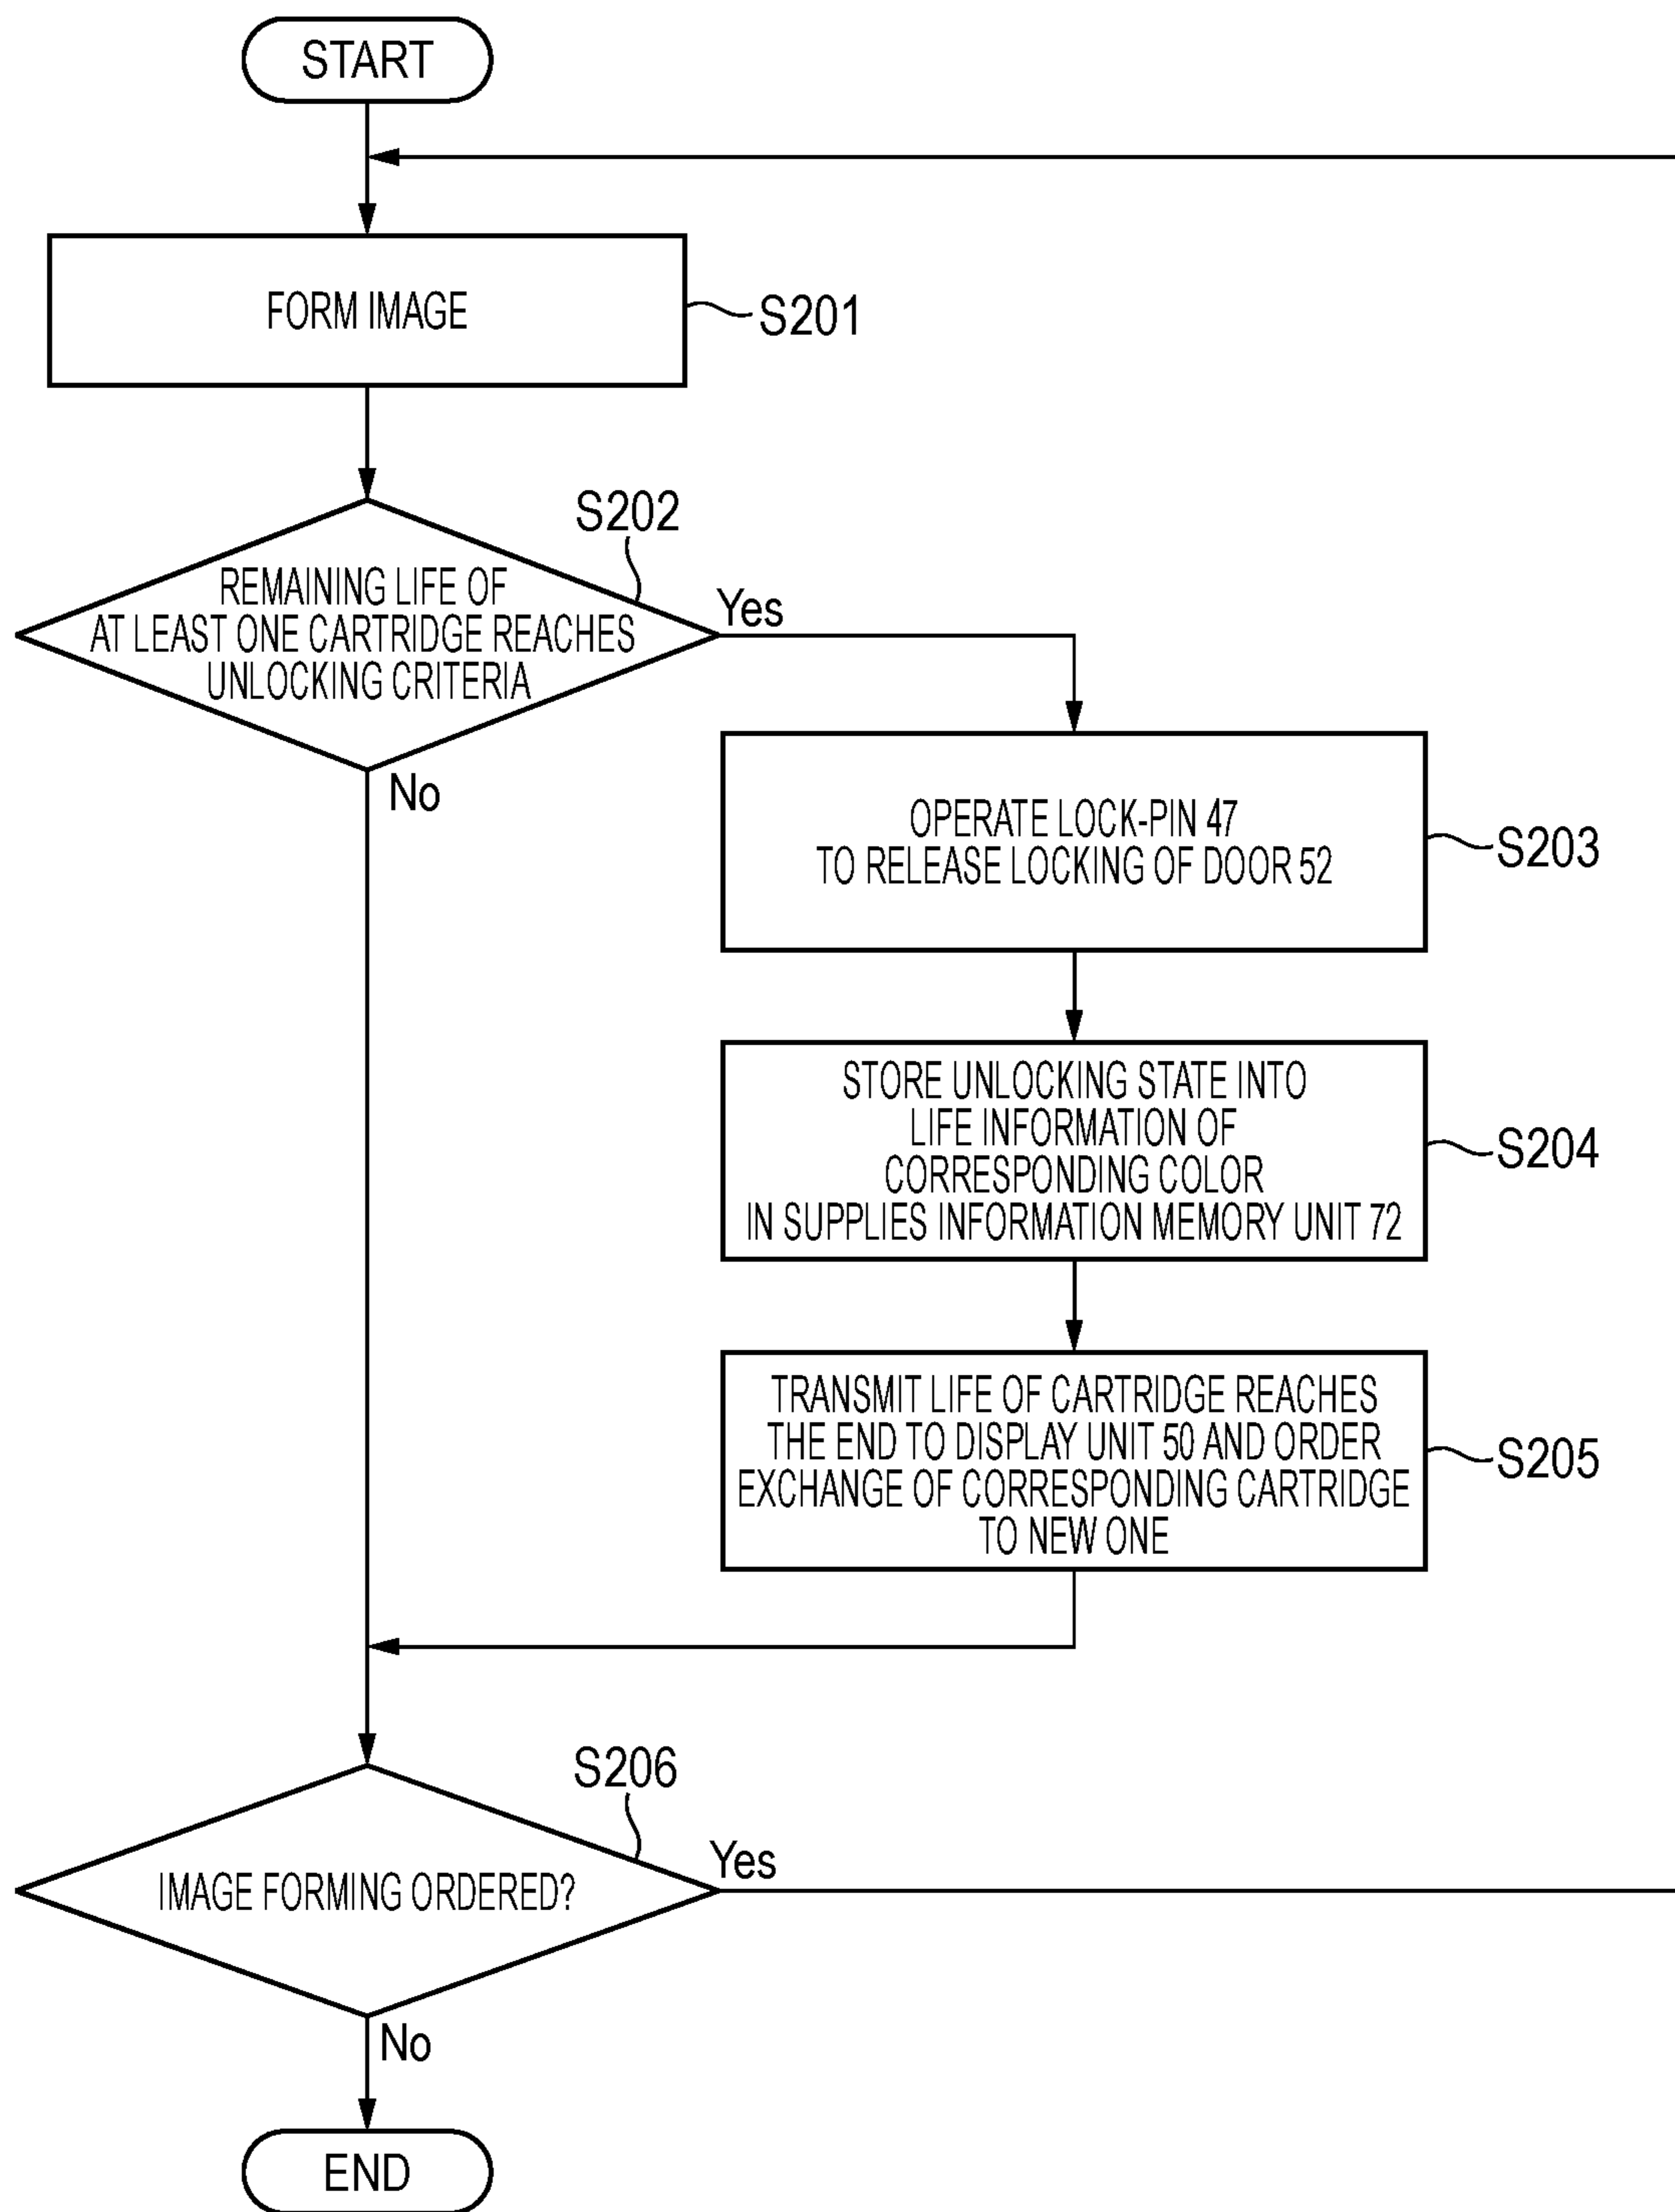 START
FORM IMAGE
S201
S202
REMAINING LIFE OF
AT LEAST ONE CARTRIDGE REACHES
UNLOCKING CRITERIA
Yes
No
OPERATE LOCK-PIN 47
TO RELEASE LOCKING OF DOOR 52
S203
STORE UNLOCKING STATE INTO
LIFE INFORMATION OF
CORRESPONDING COLOR
IN SUPPLIES INFORMATION MEMORY UNIT 72
S204
TRANSMIT LIFE OF CARTRIDGE REACHES
THE END TO DISPLAY UNIT 50 AND ORDER
EXCHANGE OF CORRESPONDING CARTRIDGE
TO NEW ONE
S205
S206
IMAGE FORMING ORDERED?
Yes
No
END